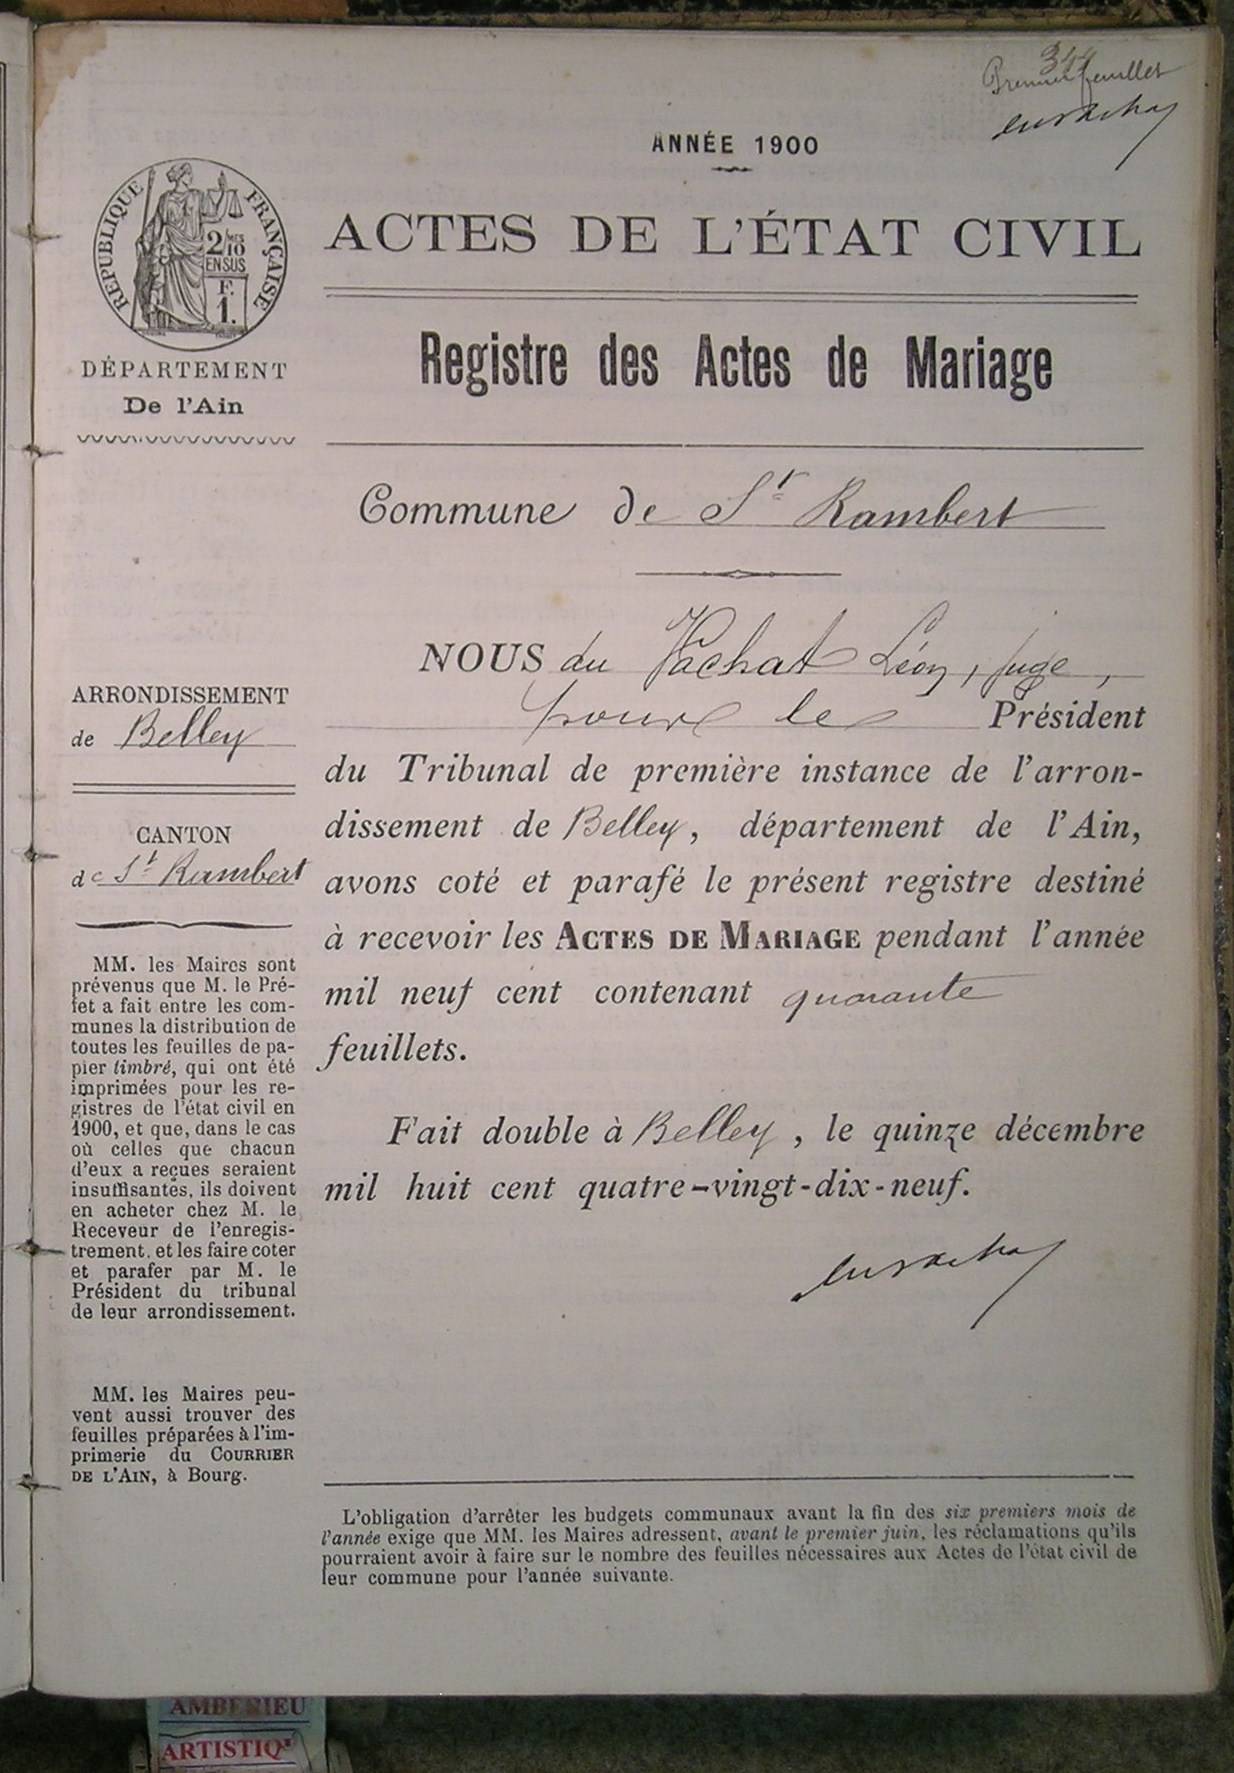 344
Premier feuillet
ANNÉE 1900
RÉPUBLIQUE FRANÇAISE
2/10 MES
EN SUS
F.
1.
ACTES DE L'ÉTAT CIVIL
DÉPARTEMENT
De l'Ain
Registre des Actes de Mariage
Commune de St Rambert
ARRONDISSEMENT
de Belley
CANTON
de St Rambert
MM. les Maires sont
prévenus que M. le Pré-
fet a fait entre les com-
munes la distribution de
toutes les feuilles de pa-
pier timbré, qui ont été
imprimées pour les re-
gistres de l'état civil en
1900, et que, dans le cas
où celles que chacun
d'eux a reçues seraient
insuffisantes, ils doivent
en acheter chez M. le
Receveur de l'enregis-
trement, et les faire coter
et parafer par M. le
Président du tribunal
de leur arrondissement.
MM. les Maires peu-
vent aussi trouver des
feuilles préparées à l'im-
primerie du COURRIER
DE L'AIN, à Bourg.
NOUS du Vachat Léon, juge,
pour le Président
du Tribunal de première instance de l'arron-
dissement de Belley, département de l'Ain,
avons coté et parafé le présent registre destiné
à recevoir les ACTES DE MARIAGE pendant l'année
mil neuf cent contenant quarante
feuillets.
Fait double à Belley, le quinze décembre
mil huit cent quatre-vingt-dix-neuf.
L'obligation d'arrêter les budgets communaux avant la fin des six premiers mois de
l'année exige que MM. les Maires adressent, avant le premier juin, les réclamations qu'ils
pourraient avoir à faire sur le nombre des feuilles nécessaires aux Actes de l'état civil de
leur commune pour l'année suivante.
AMBERIEU
ARTISTIQ